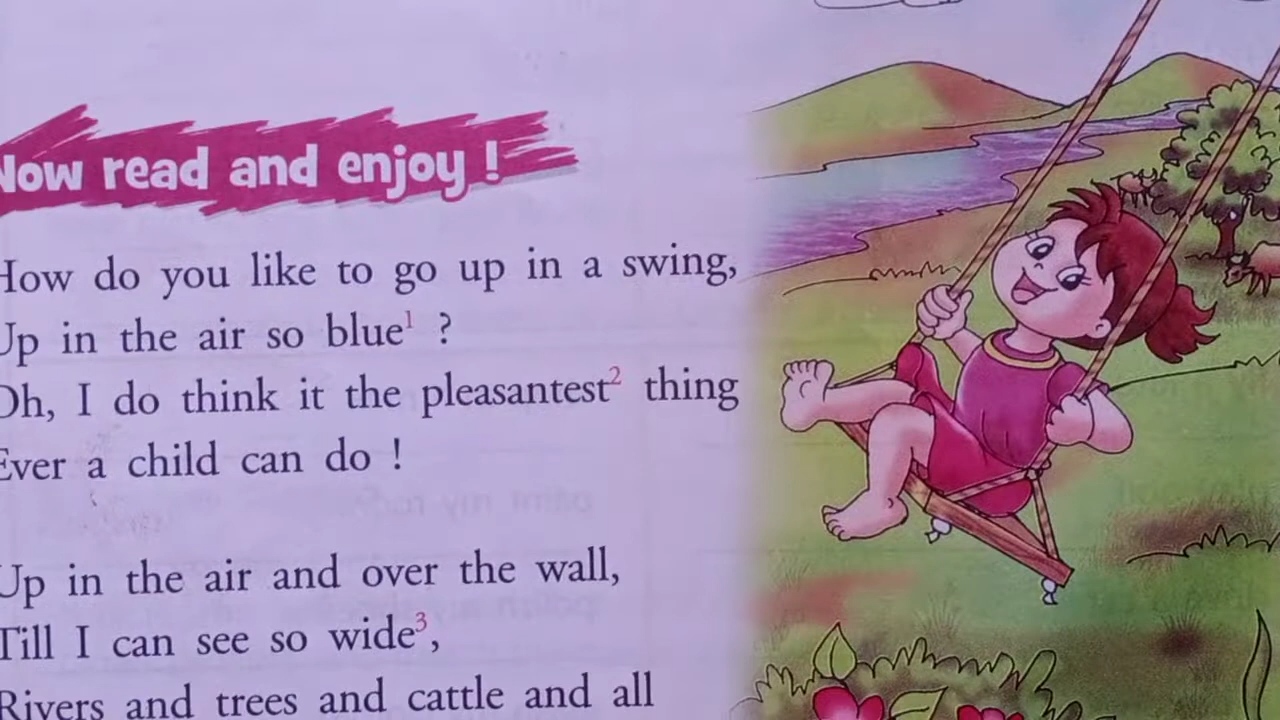 Now read and enjoy !
How do you like to go up in a swing,
Up in the air so blue¹ ?
Oh, I do think it the pleasantest² thing
Ever a child can do !
Up in the air and over the wall,
Till I can see so wide³,
Rivers and trees and cattle and all